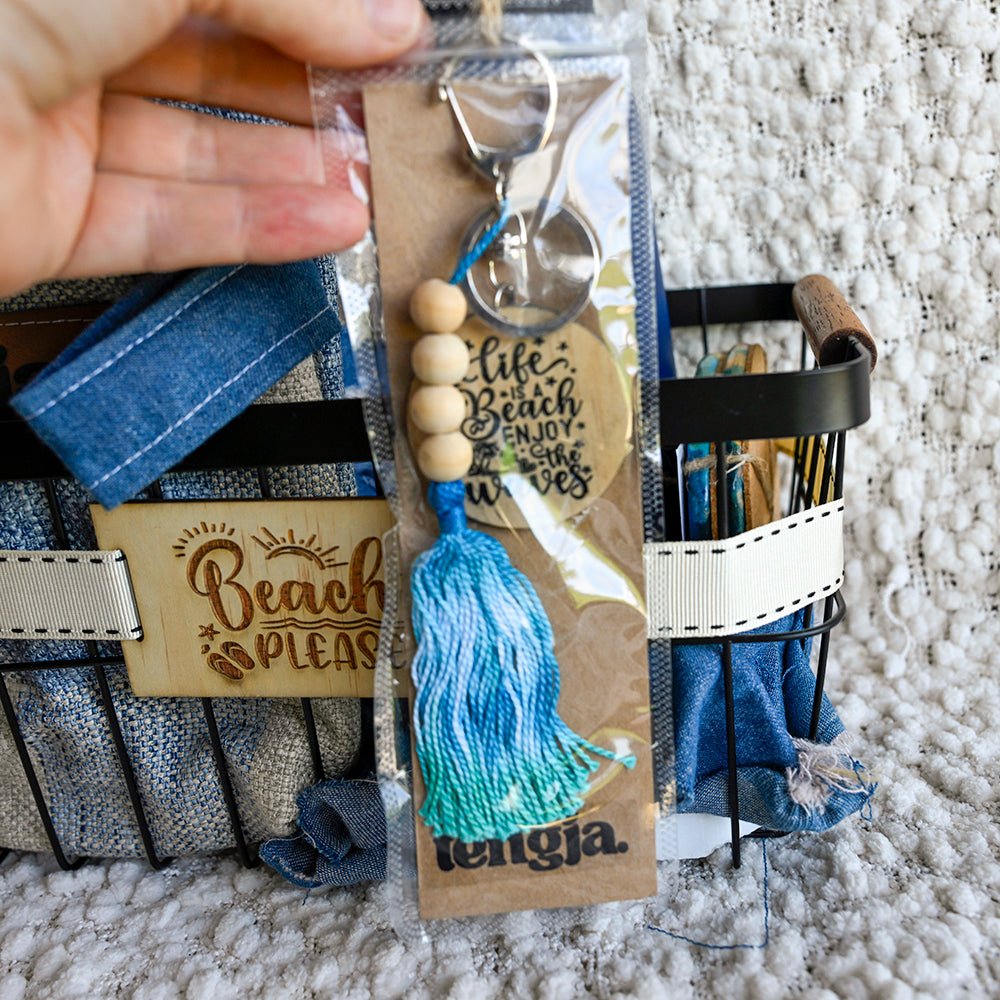 life
IS A
Beach
ENJOY
the
waves
Beach
PLEASE
tengja.